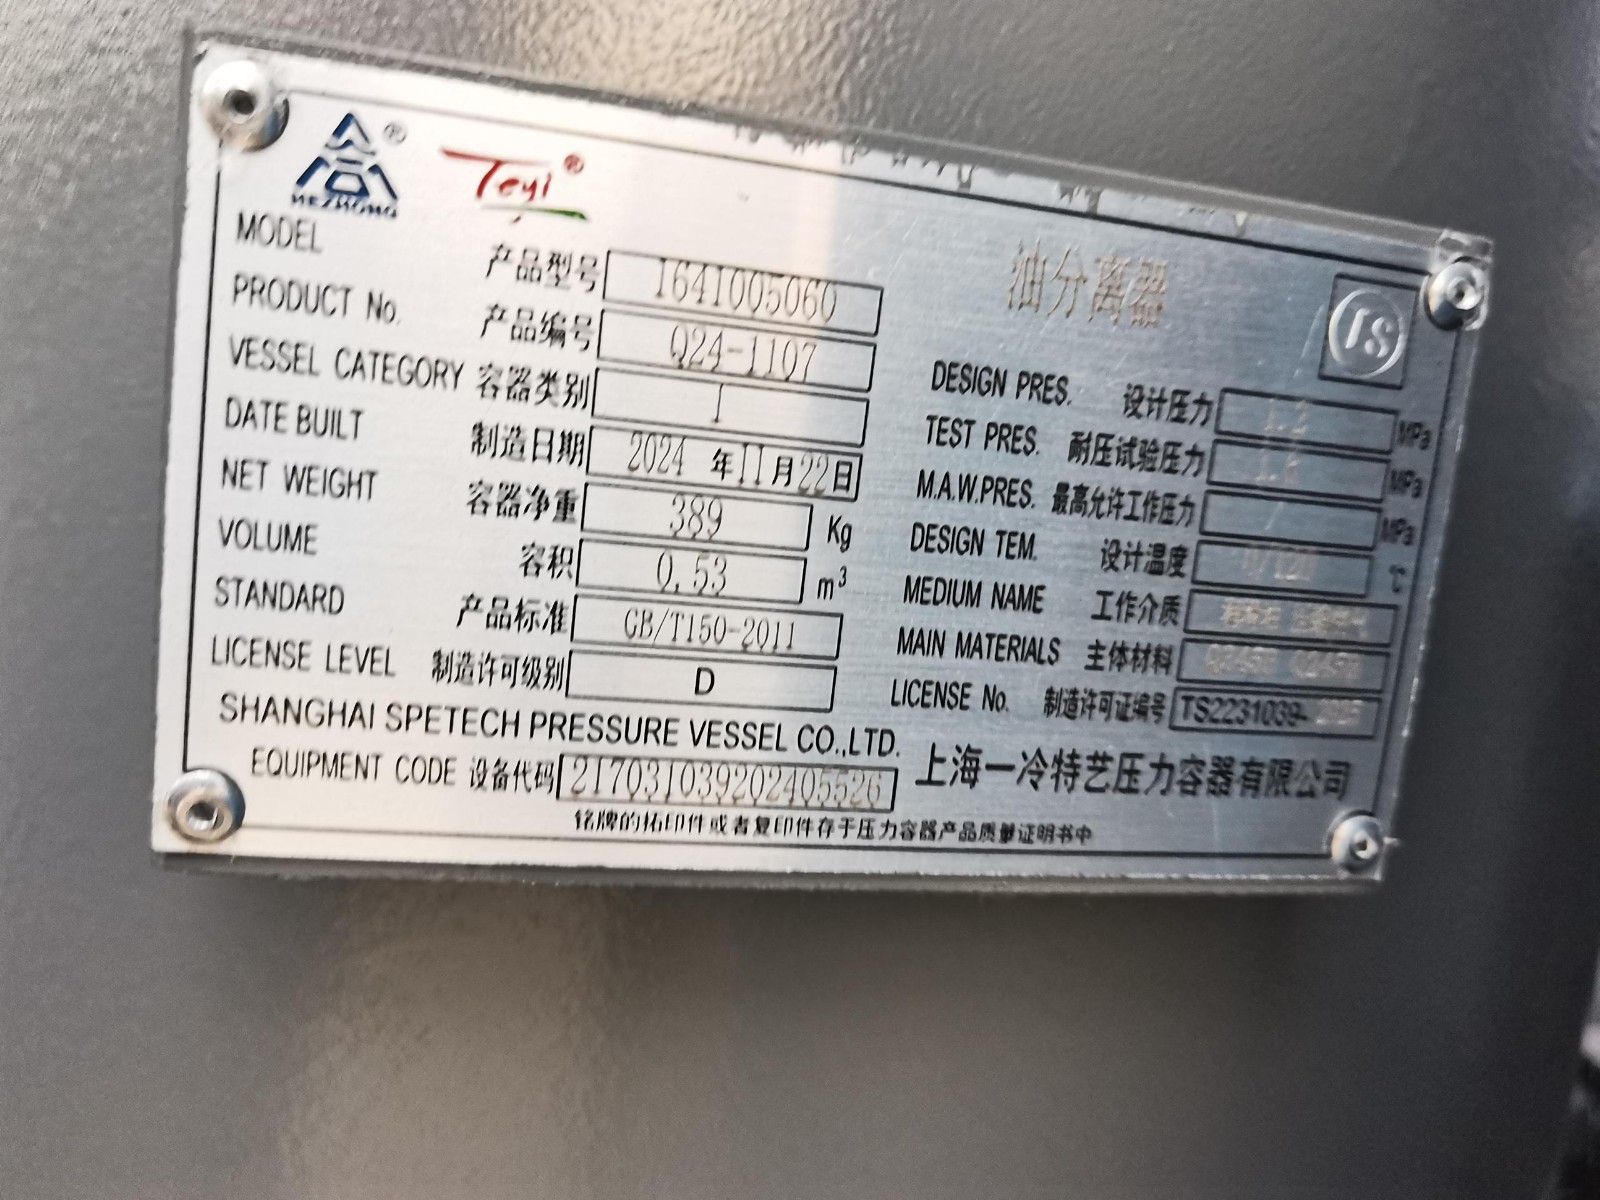 HEZHONG ® Teyi ®
油分离器
TS
MODEL 产品型号 1641005060
PRODUCT No. 产品编号 Q24-1107
VESSEL CATEGORY 容器类别 I
DATE BUILT 制造日期 2024 年 11 月 22 日
NET WEIGHT 容器净重 389 Kg
VOLUME 容积 0.53 m³
STANDARD 产品标准 GB/T150-2011
LICENSE LEVEL 制造许可级别 D
DESIGN PRES. 设计压力 1.2 MPa
TEST PRES. 耐压试验压力 MPa
M.A.W.PRES. 最高允许工作压力 / MPa
DESIGN TEM. 设计温度 ℃
MEDIUM NAME 工作介质
MAIN MATERIALS 主体材料 Q345R Q245R
LICENSE No. 制造许可证编号 TS2231039-
SHANGHAI SPETECH PRESSURE VESSEL CO.,LTD. 上海一冷特艺压力容器有限公司
EQUIPMENT CODE 设备代码 217031039202405526
铭牌的拓印件或者复印件存于压力容器产品质量证明书中